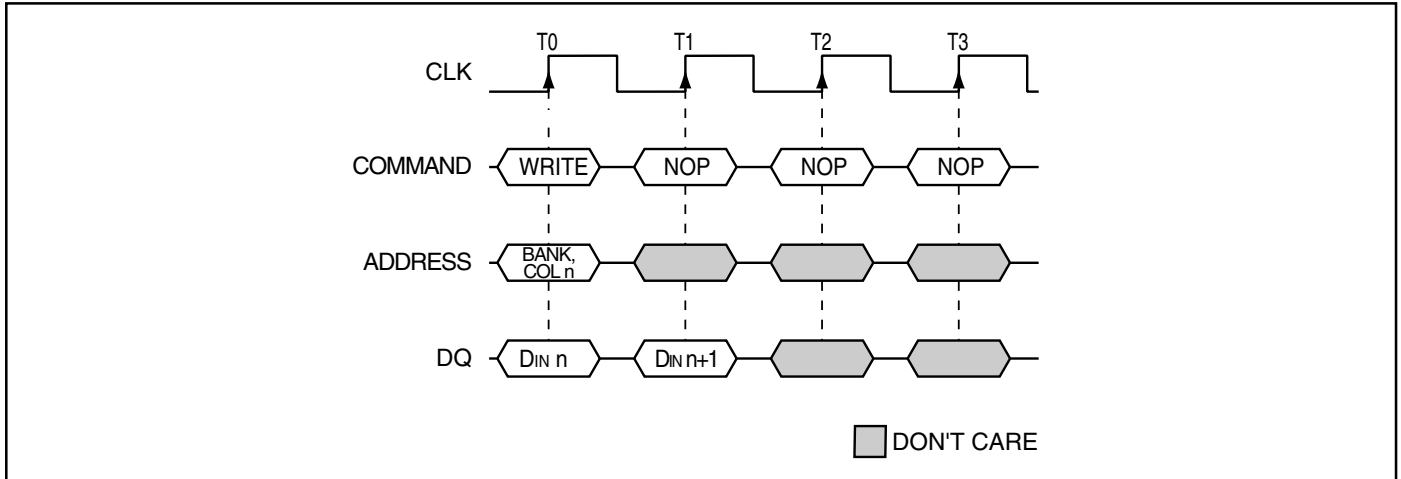 T0 T1 T2 T3
CLK
COMMAND WRITE NOP NOP NOP
ADDRESS BANK, COL n
DQ DIN n DIN n+1
DON'T CARE